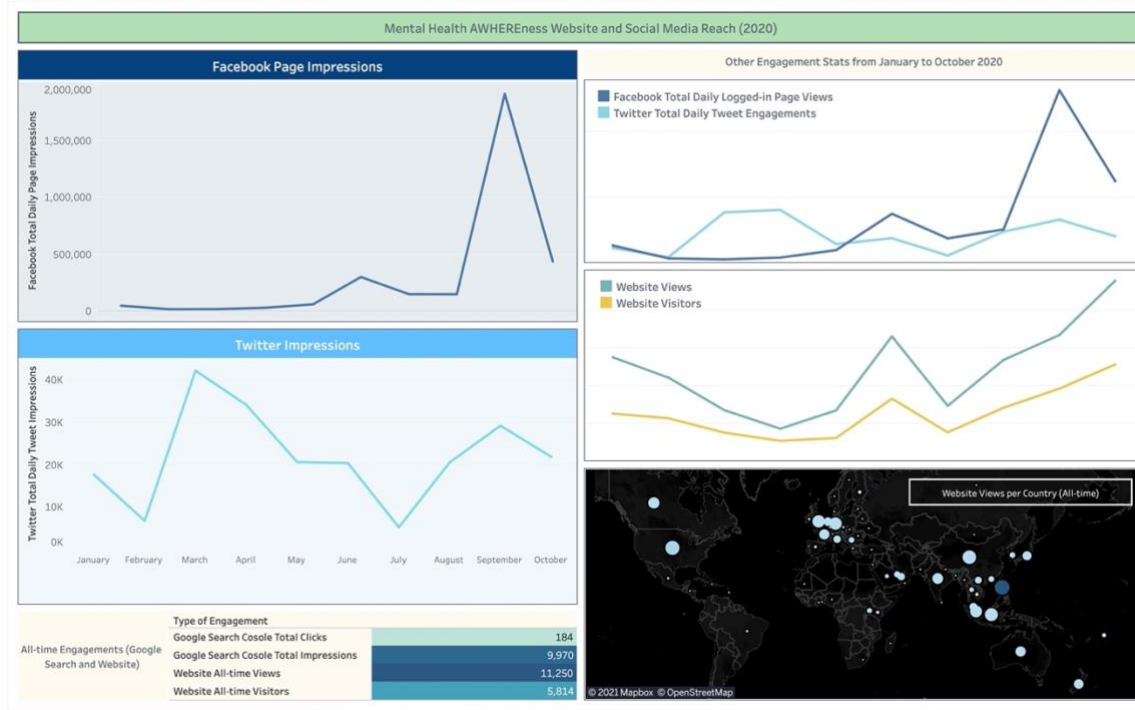 Mental Health AWHEREness Website and Social Media Reach (2020)
Facebook Page Impressions
Facebook Total Daily Page Impressions
2,000,000
1,500,000
1,000,000
500,000
0
Twitter Impressions
Twitter Total Daily Tweet Impressions
40K
30K
20K
10K
0K
January February March April May June July August September October
All-time Engagements (Google
Search and Website)
Type of Engagement
Google Search Cosole Total Clicks 184
Google Search Cosole Total Impressions 9,970
Website All-time Views 11,250
Website All-time Visitors 5,814
Other Engagement Stats from January to October 2020
Facebook Total Daily Logged-in Page Views
Twitter Total Daily Tweet Engagements
Website Views
Website Visitors
Website Views per Country (All-time)
© 2021 Mapbox © OpenStreetMap